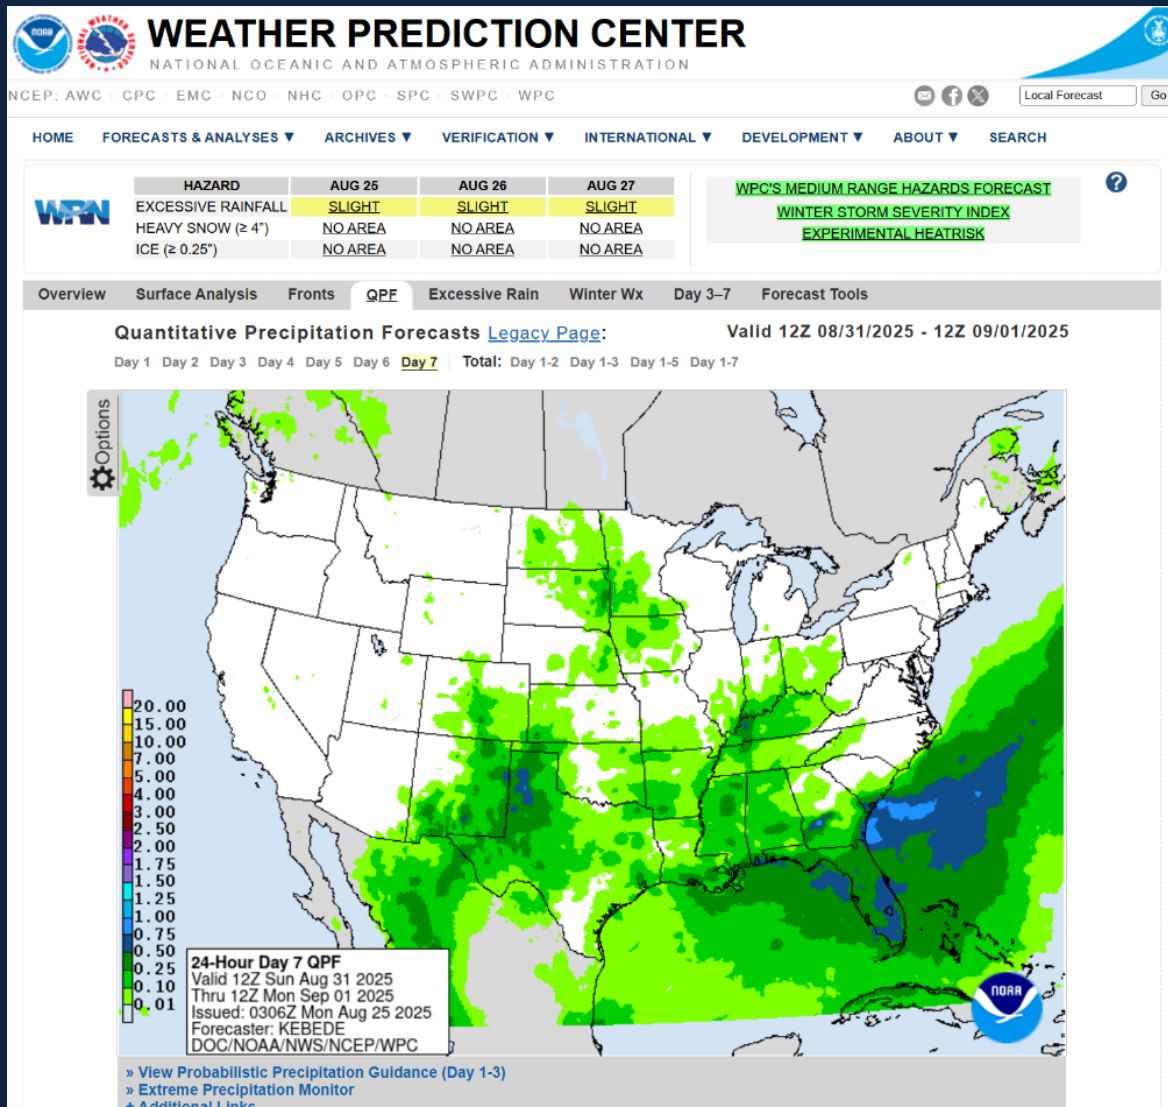 WEATHER PREDICTION CENTER
NATIONAL OCEANIC AND ATMOSPHERIC ADMINISTRATION
NCEP: AWC · CPC · EMC · NCO · NHC · OPC · SPC · SWPC · WPC
Local Forecast Go
HOME FORECASTS & ANALYSES ▼ ARCHIVES ▼ VERIFICATION ▼ INTERNATIONAL ▼ DEVELOPMENT ▼ ABOUT ▼ SEARCH
WRN
HAZARD AUG 25 AUG 26 AUG 27
EXCESSIVE RAINFALL SLIGHT SLIGHT SLIGHT
HEAVY SNOW (≥ 4") NO AREA NO AREA NO AREA
ICE (≥ 0.25") NO AREA NO AREA NO AREA
WPC'S MEDIUM RANGE HAZARDS FORECAST
WINTER STORM SEVERITY INDEX
EXPERIMENTAL HEATRISK
?
Overview Surface Analysis Fronts QPF Excessive Rain Winter Wx Day 3–7 Forecast Tools
Quantitative Precipitation Forecasts Legacy Page:
Valid 12Z 08/31/2025 - 12Z 09/01/2025
Day 1 Day 2 Day 3 Day 4 Day 5 Day 6 Day 7 Total: Day 1-2 Day 1-3 Day 1-5 Day 1-7
Options
20.00
15.00
10.00
7.00
5.00
4.00
3.00
2.50
2.00
1.75
1.50
1.25
1.00
0.75
0.50
0.25
0.10
0.01
24-Hour Day 7 QPF
Valid 12Z Sun Aug 31 2025
Thru 12Z Mon Sep 01 2025
Issued: 0306Z Mon Aug 25 2025
Forecaster: KEBEDE
DOC/NOAA/NWS/NCEP/WPC
NOAA
» View Probabilistic Precipitation Guidance (Day 1-3)
» Extreme Precipitation Monitor
+ Additional Links